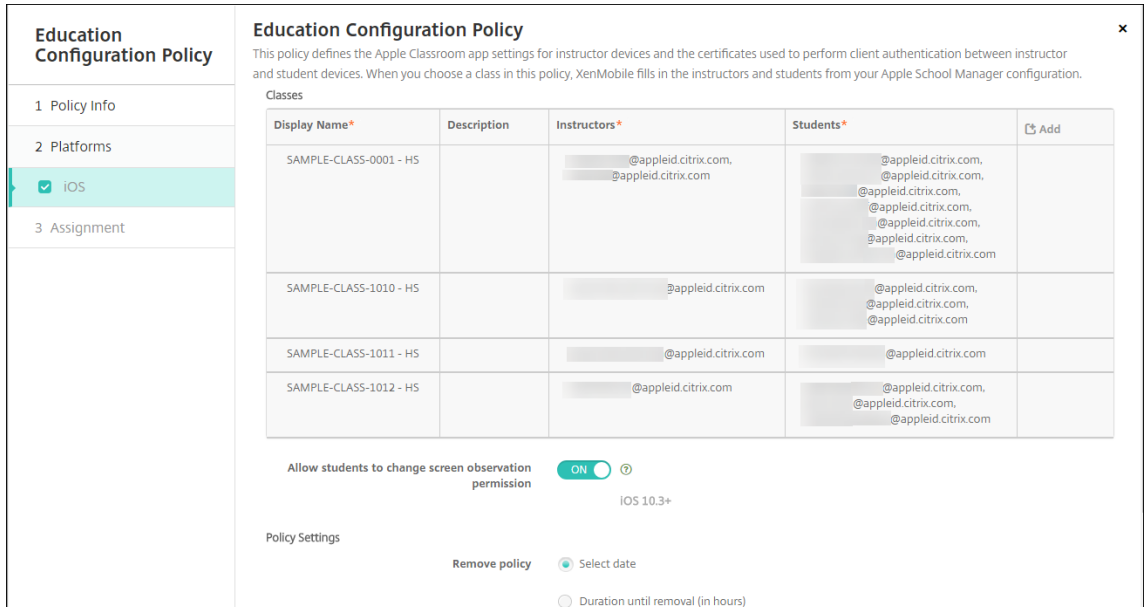 Education
Configuration Policy
1 Policy Info
2 Platforms
iOS
3 Assignment
Education Configuration Policy
×
This policy defines the Apple Classroom app settings for instructor devices and the certificates used to perform client authentication between instructor
and student devices. When you choose a class in this policy, XenMobile fills in the instructors and students from your Apple School Manager configuration.
Classes
Display Name* Description Instructors* Students* Add
SAMPLE-CLASS-0001 - HS
@appleid.citrix.com,
@appleid.citrix.com
@appleid.citrix.com,
@appleid.citrix.com,
@appleid.citrix.com,
@appleid.citrix.com,
@appleid.citrix.com,
@appleid.citrix.com,
@appleid.citrix.com
SAMPLE-CLASS-1010 - HS
@appleid.citrix.com
@appleid.citrix.com,
@appleid.citrix.com,
@appleid.citrix.com
SAMPLE-CLASS-1011 - HS
@appleid.citrix.com
@appleid.citrix.com
SAMPLE-CLASS-1012 - HS
@appleid.citrix.com
@appleid.citrix.com,
@appleid.citrix.com,
@appleid.citrix.com
Allow students to change screen observation
permission
ON ?
iOS 10.3+
Policy Settings
Remove policy
Select date
Duration until removal (in hours)